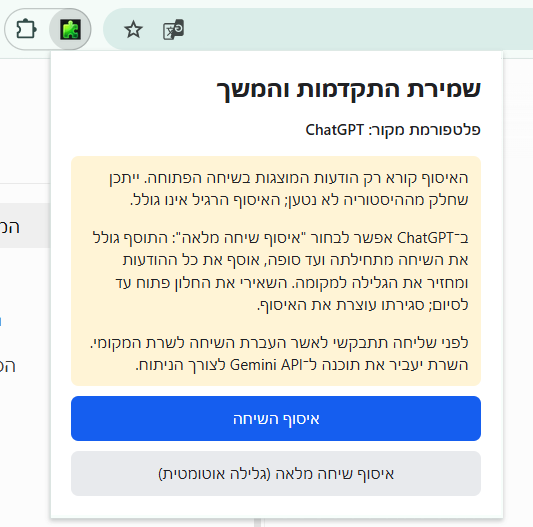 שמירת התקדמות והמשך
פלטפורמת מקור: ChatGPT
האיסוף קורא רק הודעות המוצגות בשיחה הפתוחה. ייתכן
שחלק מההיסטוריה לא נטען; האיסוף הרגיל אינו גולל.
ב־ChatGPT אפשר לבחור "איסוף שיחה מלאה": התוסף גולל
את השיחה מתחילתה ועד סופה, אוסף את כל ההודעות
ומחזיר את הגלילה למקומה. השאירי את החלון פתוח עד
לסיום; סגירתו עוצרת את האיסוף.
לפני שליחה תתבקשי לאשר העברת השיחה לשרת המקומי.
השרת יעביר את תוכנה ל־Gemini API לצורך הניתוח.
איסוף השיחה
איסוף שיחה מלאה (גלילה אוטומטית)